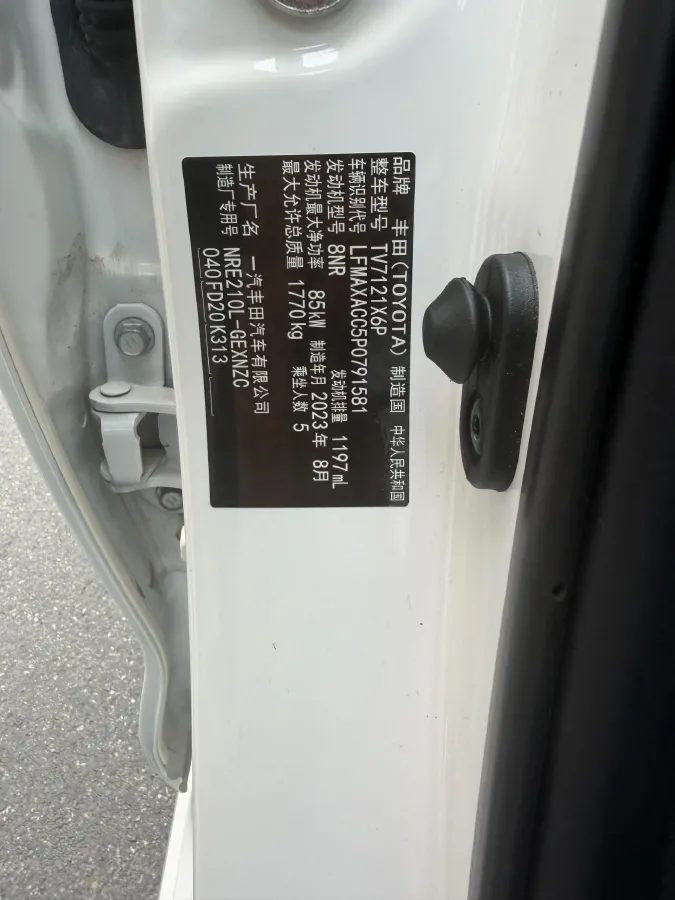 品牌 丰田(TOYOTA) 制造国 中华人民共和国
整车型号 TV7121X6P
车辆识别代号 LFMAXACC5P0791581
发动机型号 8NR 发动机排量 1197mL
发动机最大净功率 85kW 制造年月 2023年 8月
最大允许总质量 1770kg 乘坐人数 5
生产厂名 一汽丰田汽车有限公司
制造厂专用号 NRE210L-GEXNZC
040FD20K313